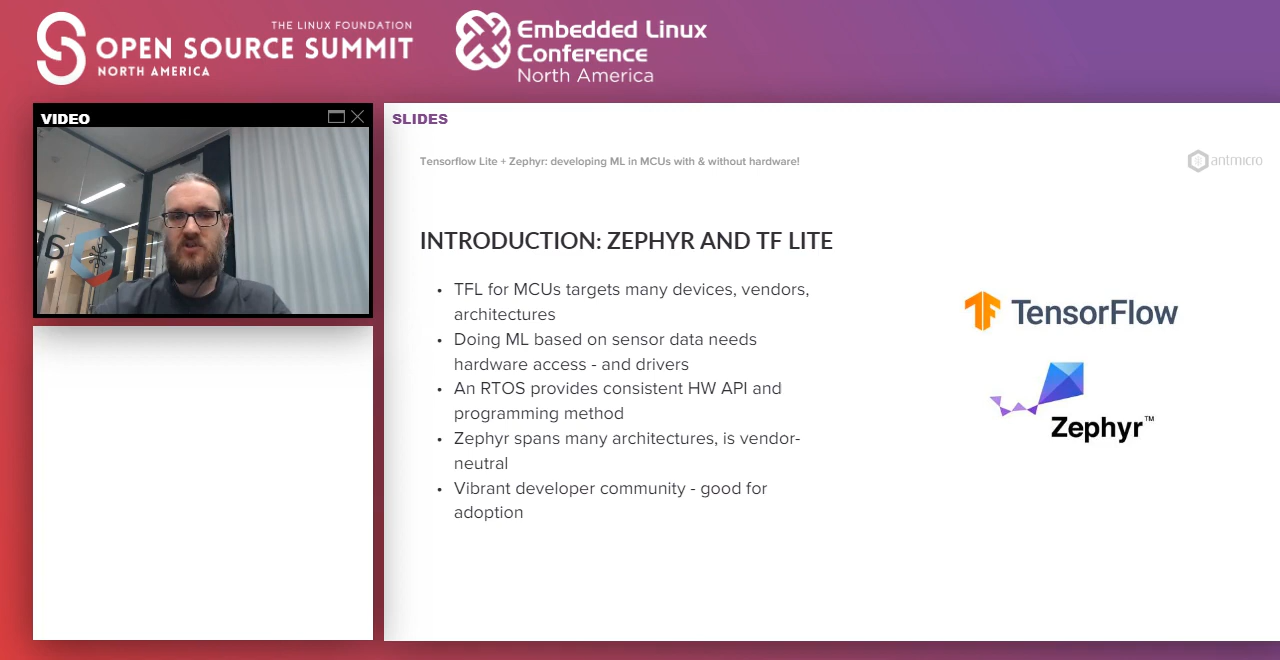 THE LINUX FOUNDATION
OPEN SOURCE SUMMIT
NORTH AMERICA
Embedded Linux
Conference
North America
VIDEO
SLIDES
Tensorflow Lite + Zephyr: developing ML in MCUs with & without hardware!
antmicro
INTRODUCTION: ZEPHYR AND TF LITE
• TFL for MCUs targets many devices, vendors,
architectures
• Doing ML based on sensor data needs
hardware access - and drivers
• An RTOS provides consistent HW API and
programming method
• Zephyr spans many architectures, is vendor-
neutral
• Vibrant developer community - good for
adoption
TensorFlow
Zephyr™